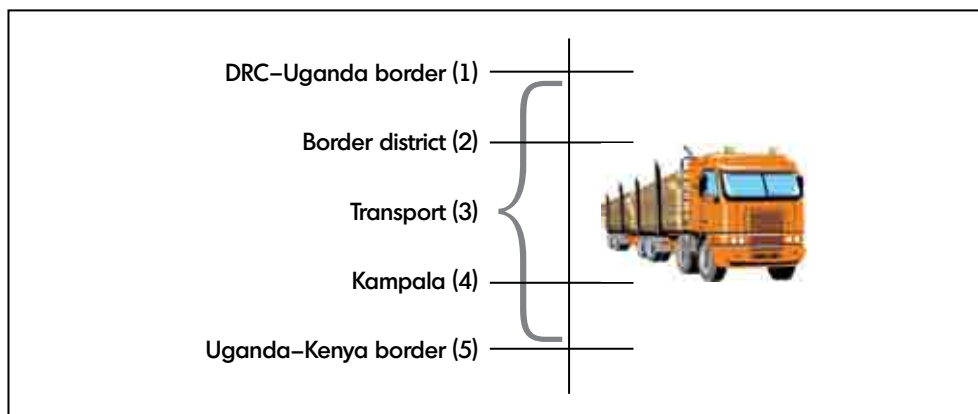 DRC–Uganda border (1)
Border district (2)
Transport (3)
Kampala (4)
Uganda–Kenya border (5)